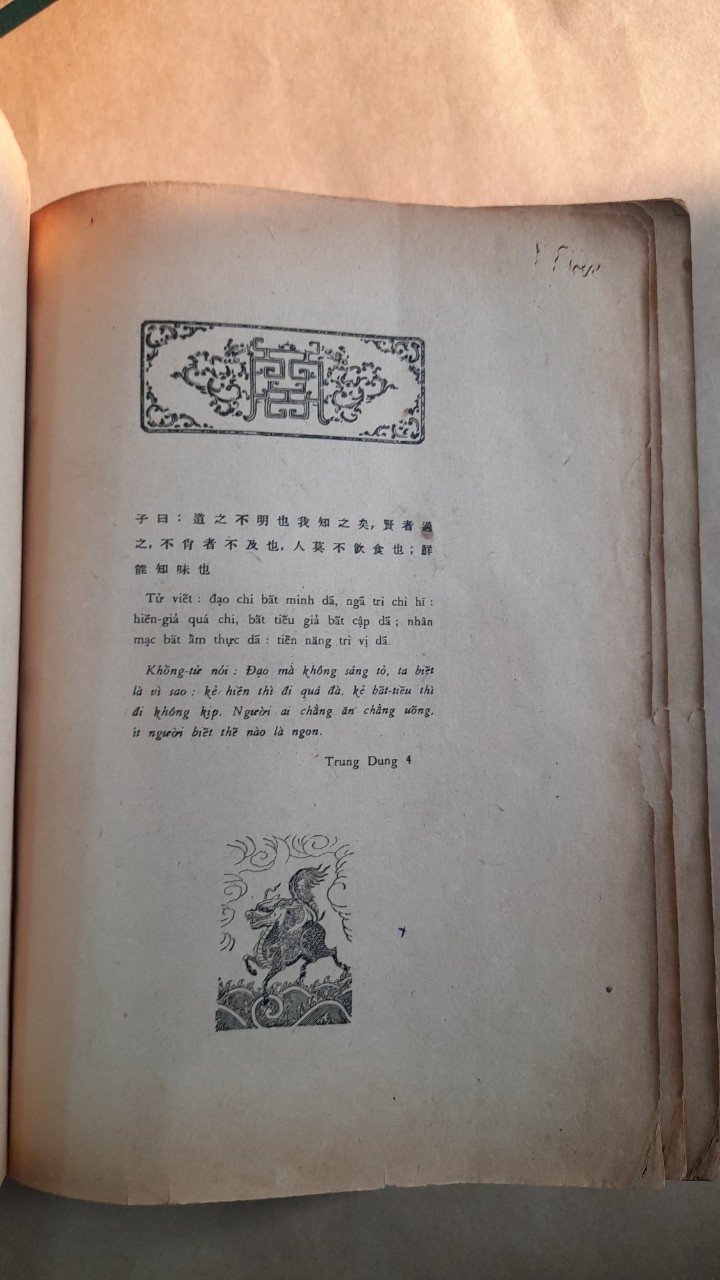 子曰：道之不明也我知之矣，賢者過
之，不肖者不及也，人莫不飲食也；鮮
能知味也
Tử viết : đạo chi bất minh dã, ngã tri chi hĩ :
hiền-giả quá chi, bất tiếu giả bất cập dã ; nhân
mạc bất ẩm thực dã : tiển năng tri vị dã.
Khổng-tử nói : Đạo mà không sáng tỏ, ta biết
là vì sao : kẻ hiền thì đi quá đà, kẻ bất-tiếu thì
đi không kịp. Người ai chẳng ăn chẳng uống,
ít người biết thế nào là ngon.
Trung Dung 4